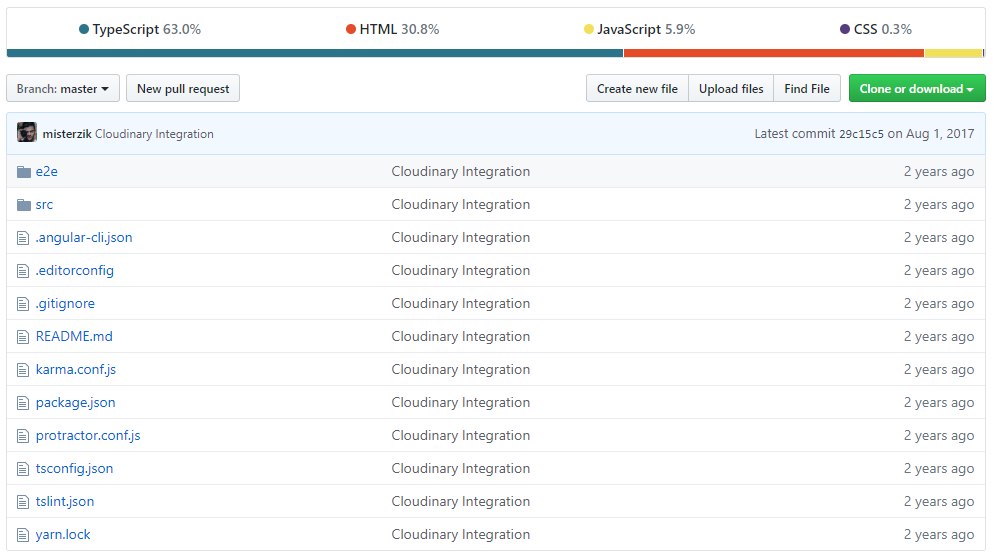 TypeScript 63.0% HTML 30.8% JavaScript 5.9% CSS 0.3%
Branch: master New pull request Create new file Upload files Find File Clone or download
misterzik Cloudinary Integration Latest commit 29c15c5 on Aug 1, 2017
e2e Cloudinary Integration 2 years ago
src Cloudinary Integration 2 years ago
.angular-cli.json Cloudinary Integration 2 years ago
.editorconfig Cloudinary Integration 2 years ago
.gitignore Cloudinary Integration 2 years ago
README.md Cloudinary Integration 2 years ago
karma.conf.js Cloudinary Integration 2 years ago
package.json Cloudinary Integration 2 years ago
protractor.conf.js Cloudinary Integration 2 years ago
tsconfig.json Cloudinary Integration 2 years ago
tslint.json Cloudinary Integration 2 years ago
yarn.lock Cloudinary Integration 2 years ago